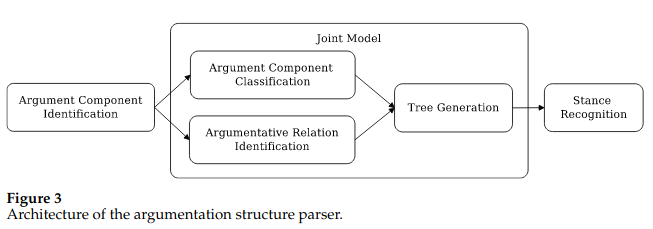 Joint Model
Argument Component
Identification
Argument Component
Classification
Argumentative Relation
Identification
Tree Generation
Stance
Recognition
Figure 3
Architecture of the argumentation structure parser.